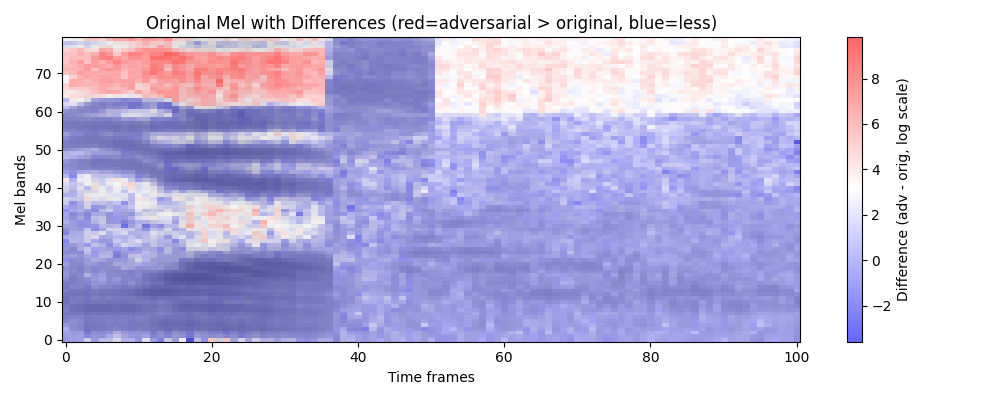 Original Mel with Differences (red=adversarial > original, blue=less)
70
60
50
40
30
20
10
0
Mel bands
0 20 40 60 80 100
Time frames
8
6
4
2
0
−2
Difference (adv - orig, log scale)